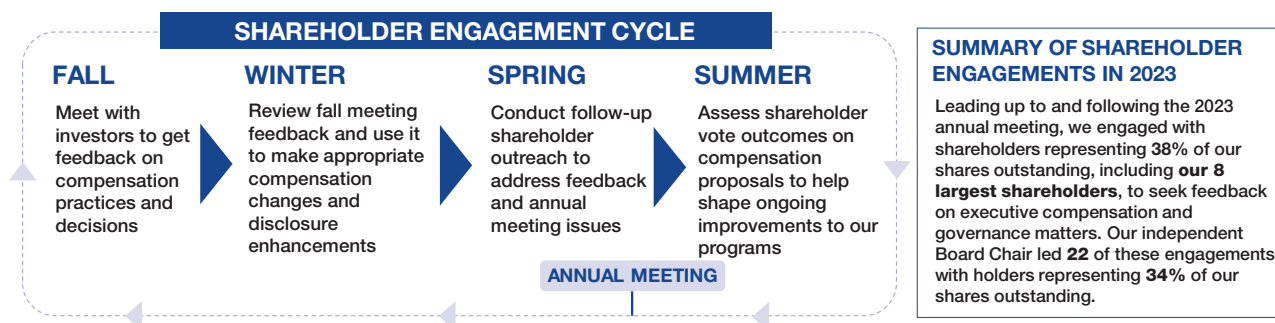 SHAREHOLDER ENGAGEMENT CYCLE
FALL
Meet with
investors to get
feedback on
compensation
practices and
decisions
WINTER
Review fall meeting
feedback and use it
to make appropriate
compensation
changes and
disclosure
enhancements
SPRING
Conduct follow-up
shareholder
outreach to
address feedback
and annual
meeting issues
SUMMER
Assess shareholder
vote outcomes on
compensation
proposals to help
shape ongoing
improvements to our
programs
ANNUAL MEETING
SUMMARY OF SHAREHOLDER
ENGAGEMENTS IN 2023
Leading up to and following the 2023
annual meeting, we engaged with
shareholders representing 38% of our
shares outstanding, including our 8
largest shareholders, to seek feedback
on executive compensation and
governance matters. Our independent
Board Chair led 22 of these engagements
with holders representing 34% of our
shares outstanding.